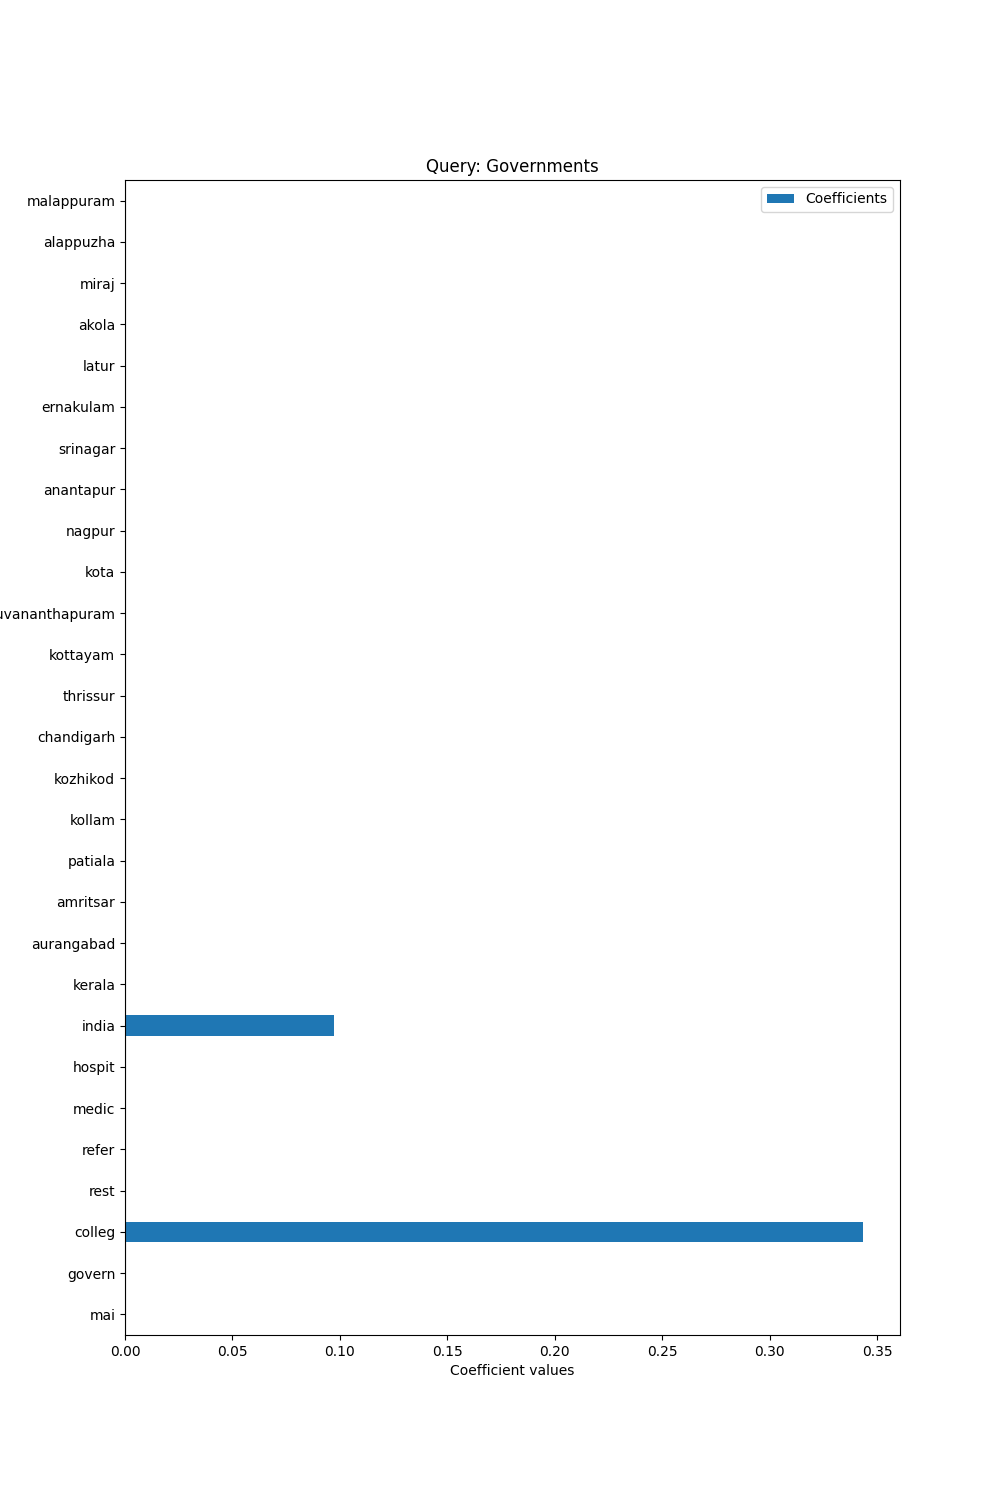 Query: Governments
Coefficients
malappuram
alappuzha
miraj
akola
latur
ernakulam
srinagar
anantapur
nagpur
kota
uvananthapuram
kottayam
thrissur
chandigarh
kozhikod
kollam
patiala
amritsar
aurangabad
kerala
india
hospit
medic
refer
rest
colleg
govern
mai
0.00 0.05 0.10 0.15 0.20 0.25 0.30 0.35
Coefficient values